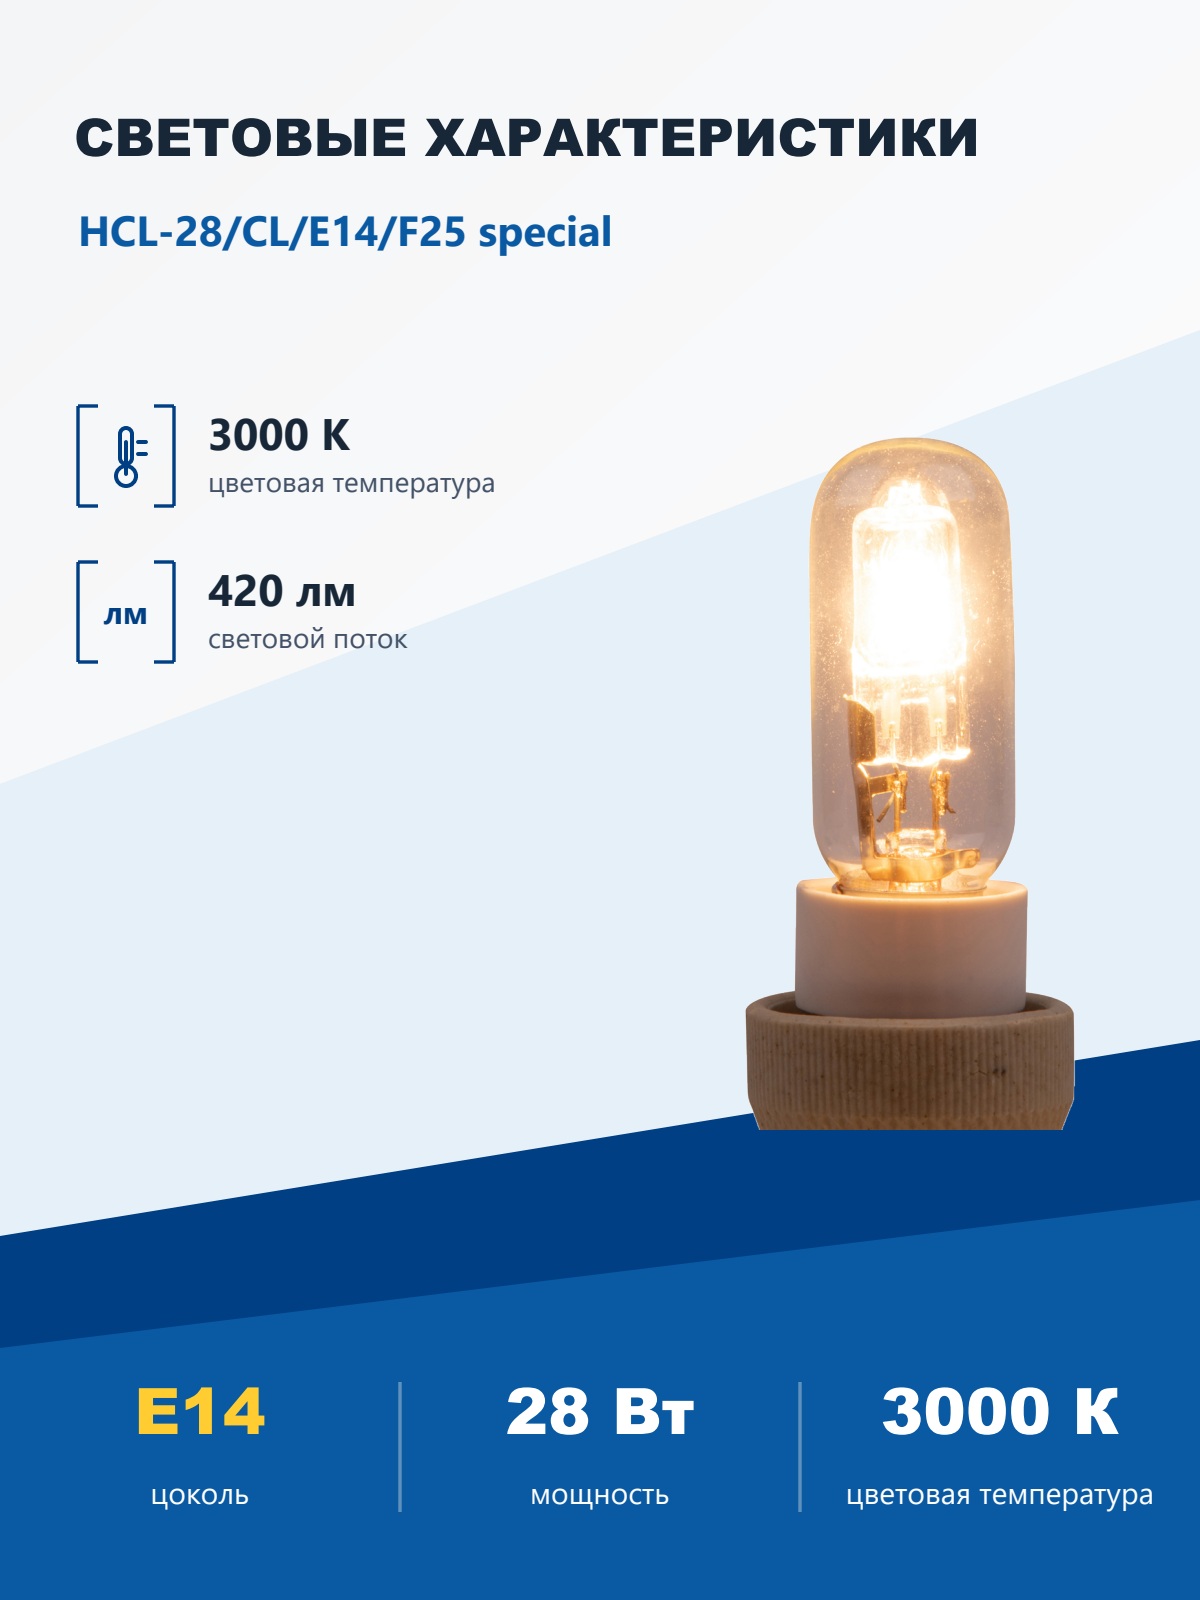 СВЕТОВЫЕ ХАРАКТЕРИСТИКИ
HCL-28/CL/E14/F25 special
3000 К
цветовая температура
лм
420 лм
световой поток
E14
28 Вт
3000 К
цоколь
мощность
цветовая температура